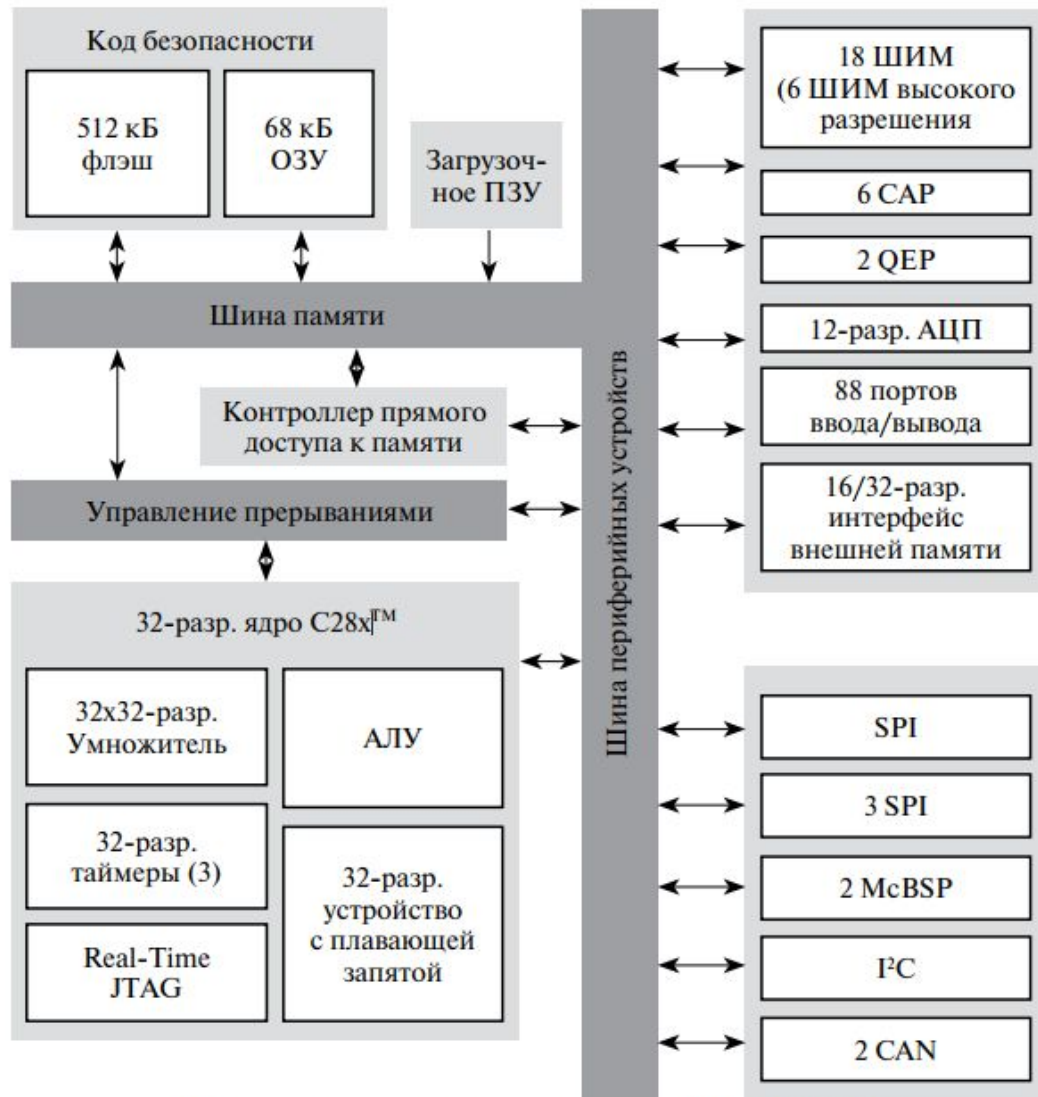 Код безопасности
512 кБ
флэш
68 кБ
ОЗУ
Загрузоч-
ное ПЗУ
Шина памяти
Контроллер прямого
доступа к памяти
Управление прерываниями
32-разр. ядро C28x™
32x32-разр.
Умножитель
АЛУ
32-разр.
таймеры (3)
32-разр.
устройство
с плавающей
запятой
Real-Time
JTAG
Шина периферийных устройств
18 ШИМ
(6 ШИМ высокого
разрешения
6 CAP
2 QEP
12-разр. АЦП
88 портов
ввода/вывода
16/32-разр.
интерфейс
внешней памяти
SPI
3 SPI
2 McBSP
I²C
2 CAN